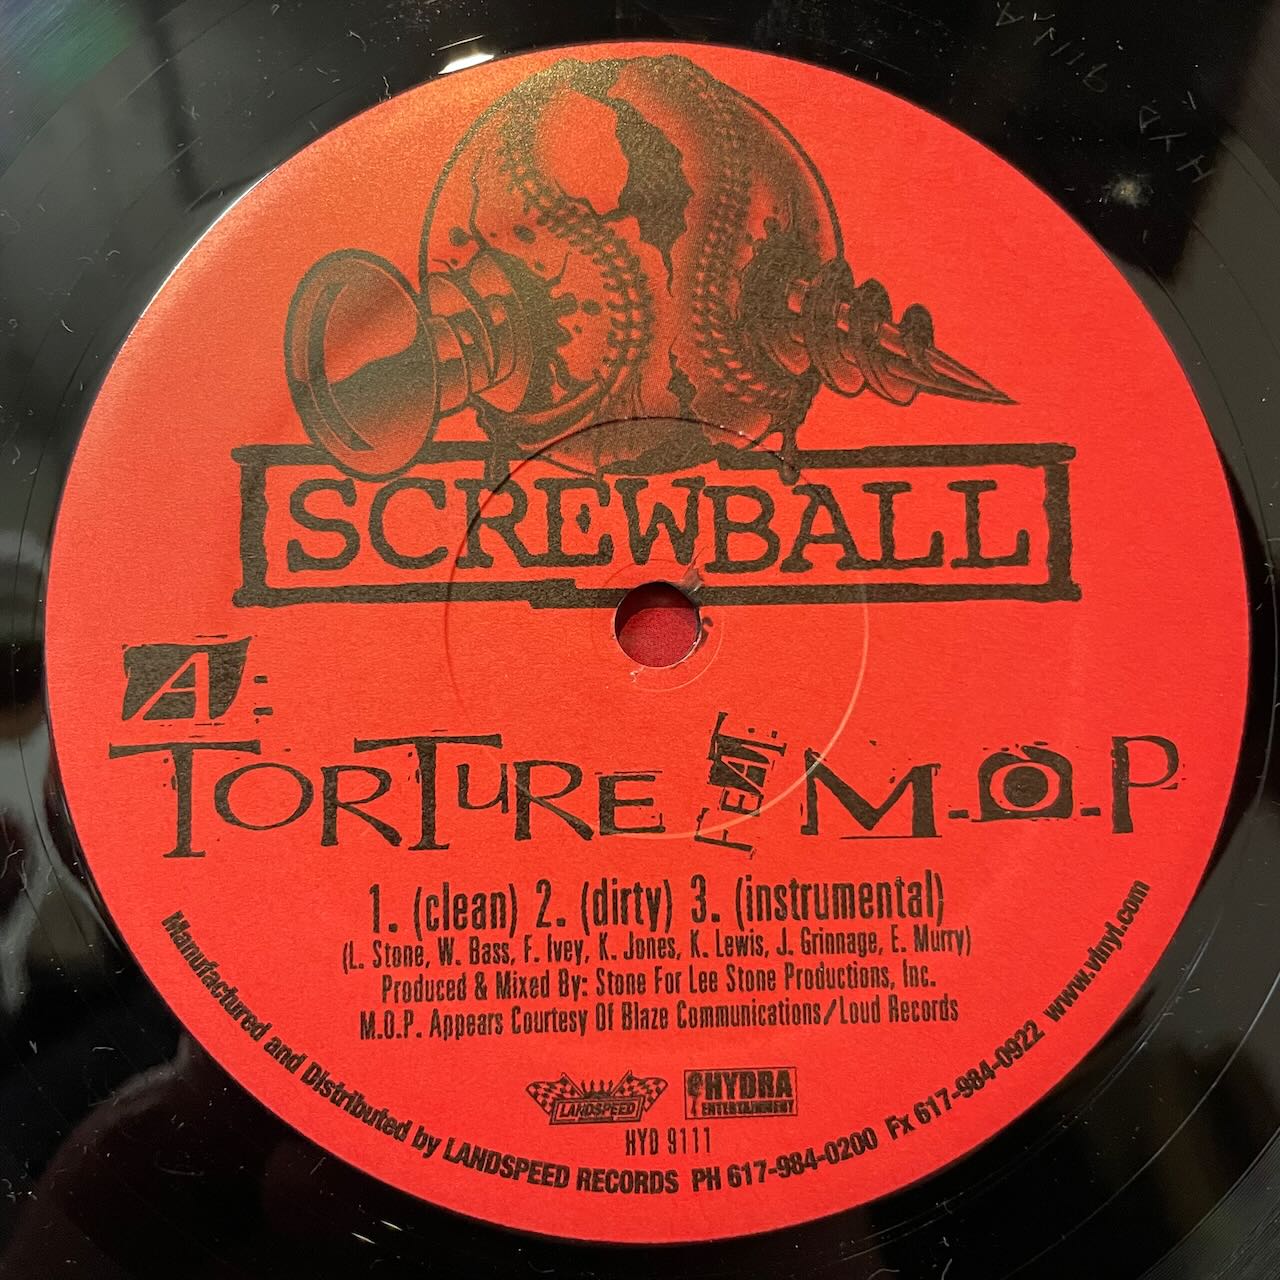 SCREWBALL
A:
TORTURE FEAT: M.O.P
1. (clean) 2. (dirty) 3. (instrumental)
(L. Stone, W. Bass, F. Ivey, K. Jones, K. Lewis, J. Grinnage, E. Murry)
Produced & Mixed By: Stone For Lee Stone Productions, Inc.
M.O.P. Appears Courtesy Of Blaze Communications/Loud Records
LANDSPEED HYDRA
ENTERTAINMENT
HYD 9111
Manufactured and Distributed by LANDSPEED RECORDS PH 617-984-0200 Fx 617-984-0922 www.vinyl.com
HYD. 9111 A